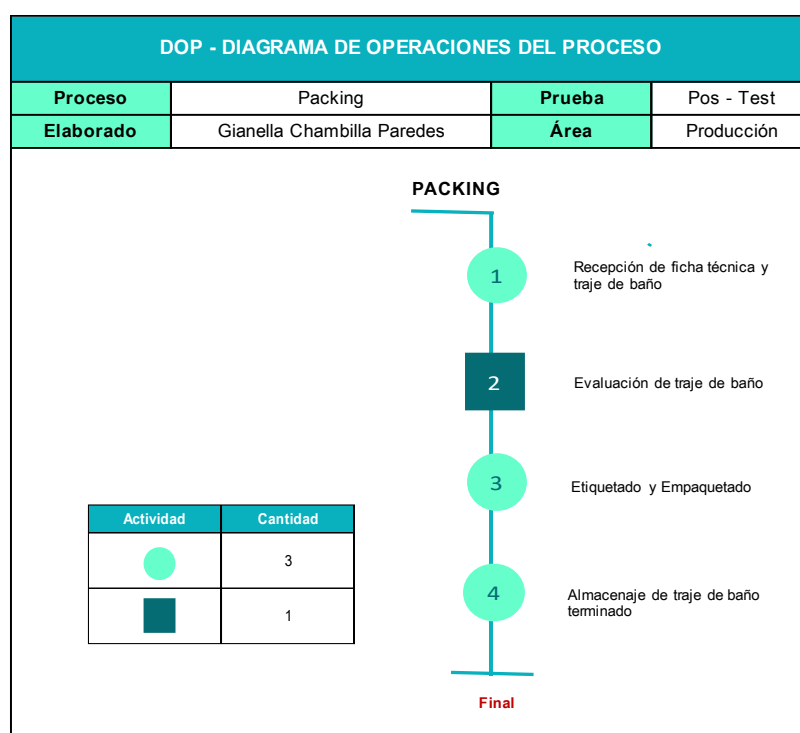 DOP - DIAGRAMA DE OPERACIONES DEL PROCESO
Proceso Packing Prueba Pos - Test
Elaborado Gianella Chambilla Paredes Área Producción
PACKING
1
Recepción de ficha técnica y
traje de baño
2
Evaluación de traje de baño
3
Etiquetado y Empaquetado
Actividad Cantidad
3
1
4
Almacenaje de traje de baño
terminado
Final